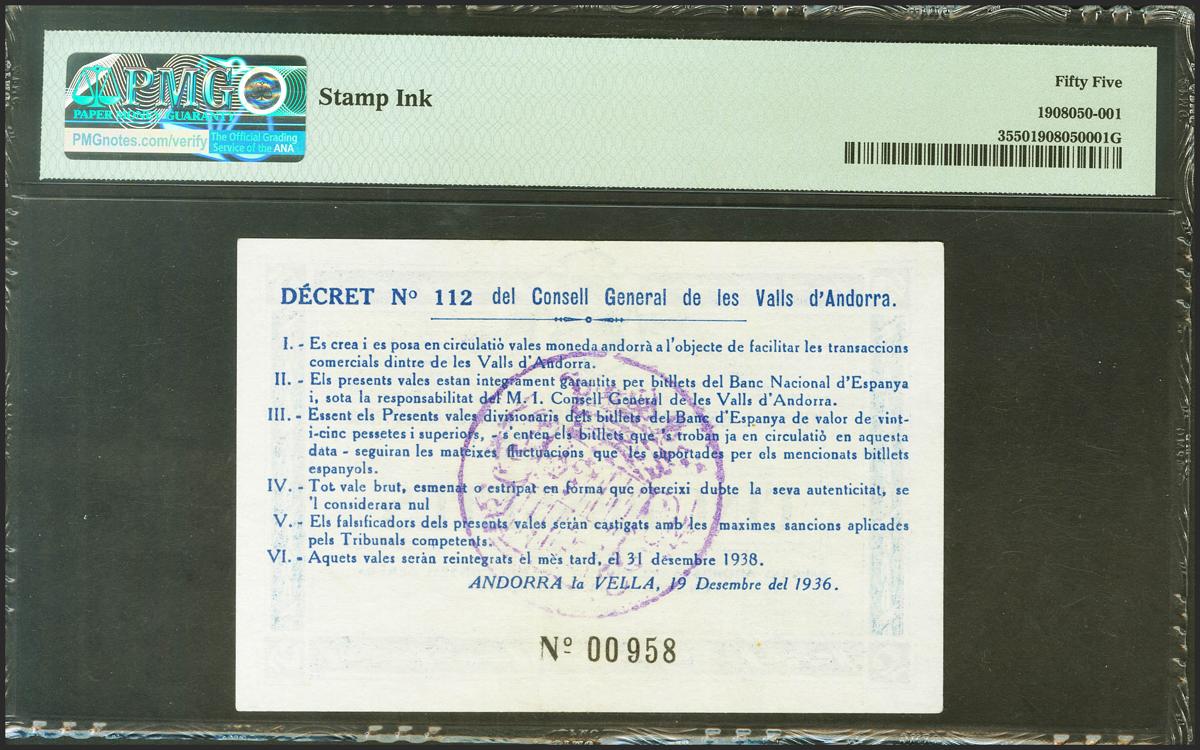 PMG
PAPER MONEY GUARANTY
PMGnotes.com/verify
The Official Grading
Service of the ANA
Stamp Ink
Fifty Five
1908050-001
35501908050001G
DÉCRET Nº 112 del Consell General de les Valls d'Andorra.
I. - Es crea i es posa en circulatiò vales moneda andorrà a l'objecte de facilitar les transaccions
comercials dintre de les Valls d'Andorra.
II. - Els presents vales estan integrament garantits per bitllets del Banc Nacional d'Espanya
i, sota la responsabilitat del M. I. Consell General de les Valls d'Andorra.
III. - Essent els Presents vales divisionaris dels bitllets del Banc d'Espanya de valor de vint-
i-cinc pessetes i superiors, - s'enten els bitllets que 's troban ja en circulatiò en aquesta
data - seguiran les mateixes fluctuacions que les suportades per els mencionats bitllets
espanyols.
IV. - Tot vale brut, esmenat o estripat en forma que ofereixi dubte la seva autenticitat, se
'l considerara nul
V. - Els falsificadors dels presents vales seràn castigats amb les maximes sancions aplicades
pels Tribunals competents.
VI. - Aquets vales seràn reintegrats el mès tard, el 31 desembre 1938.
ANDORRA la VELLA, 19 Desembre del 1936.
Nº 00958